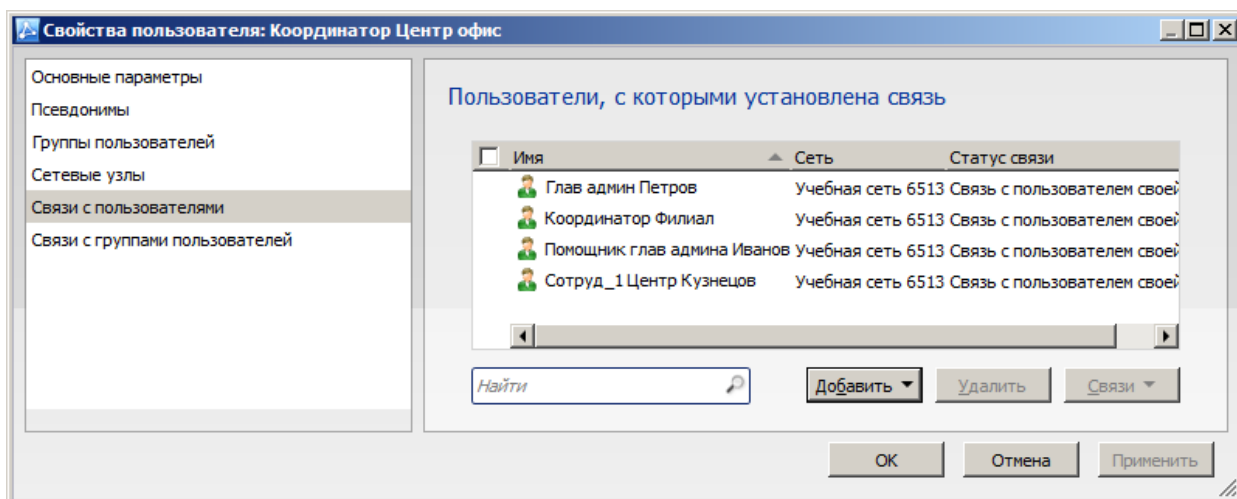 Свойства пользователя: Координатор Центр офис
Основные параметры
Псевдонимы
Группы пользователей
Сетевые узлы
Связи с пользователями
Связи с группами пользователей
Пользователи, с которыми установлена связь
Имя Сеть Статус связи
Глав админ Петров Учебная сеть 6513 Связь с пользователем своей
Координатор Филиал Учебная сеть 6513 Связь с пользователем своей
Помощник глав админа Иванов Учебная сеть 6513 Связь с пользователем своей
Сотруд_1 Центр Кузнецов Учебная сеть 6513 Связь с пользователем своей
Найти Добавить Удалить Связи
OK Отмена Применить